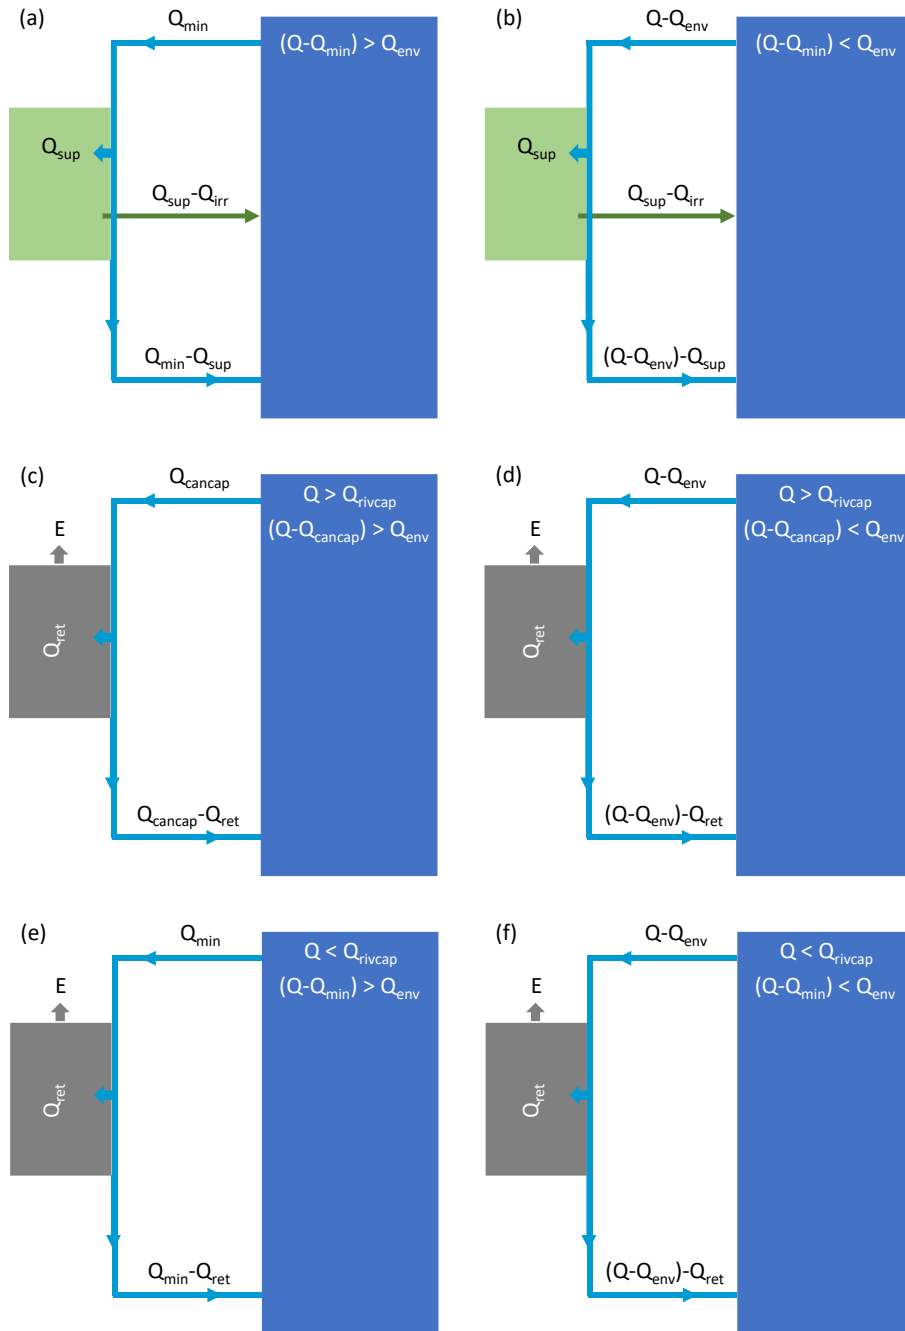 (a)
Q_min
(Q-Q_min) > Q_env
Q_sup
Q_sup-Q_irr
Q_min-Q_sup
(b)
Q-Q_env
(Q-Q_min) < Q_env
Q_sup
Q_sup-Q_irr
(Q-Q_env)-Q_sup
(c)
Q_cancap
Q > Q_rivcap
(Q-Q_cancap) > Q_env
E
Q_ret
Q_cancap-Q_ret
(d)
Q-Q_env
Q > Q_rivcap
(Q-Q_cancap) < Q_env
E
Q_ret
(Q-Q_env)-Q_ret
(e)
Q_min
Q < Q_rivcap
(Q-Q_min) > Q_env
E
Q_ret
Q_min-Q_ret
(f)
Q-Q_env
Q < Q_rivcap
(Q-Q_min) < Q_env
E
Q_ret
(Q-Q_env)-Q_ret